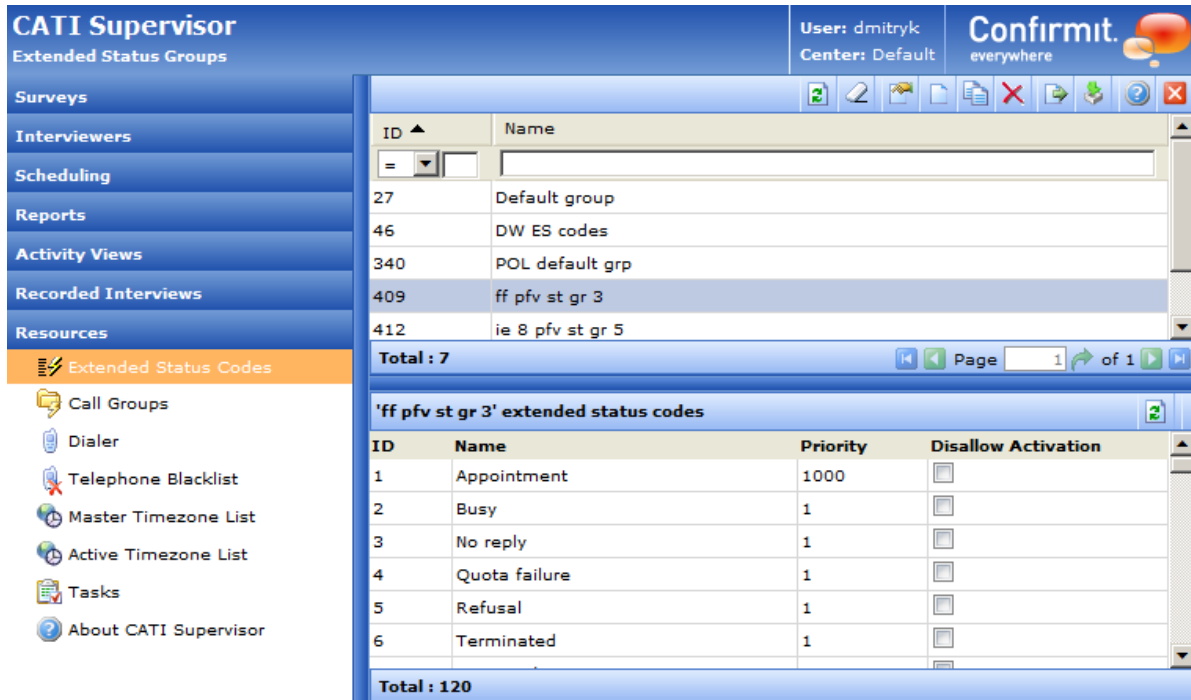 CATI Supervisor
Extended Status Groups
User: dmitryk
Center: Default
Confirmit.
everywhere
Surveys
Interviewers
Scheduling
Reports
Activity Views
Recorded Interviews
Resources
Extended Status Codes
Call Groups
Dialer
Telephone Blacklist
Master Timezone List
Active Timezone List
Tasks
About CATI Supervisor
ID Name
=
27 Default group
46 DW ES codes
340 POL default grp
409 ff pfv st gr 3
412 ie 8 pfv st gr 5
Total : 7 Page 1 of 1
'ff pfv st gr 3' extended status codes
ID Name Priority Disallow Activation
1 Appointment 1000
2 Busy 1
3 No reply 1
4 Quota failure 1
5 Refusal 1
6 Terminated 1
Total : 120